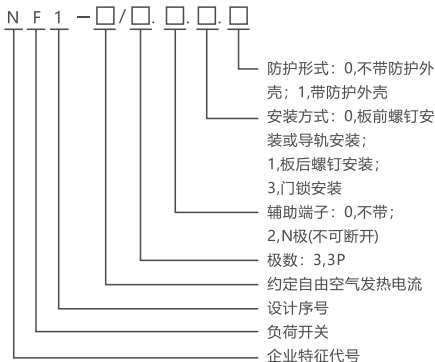 NF1-□/□.□.□.□
防护形式：0,不带防护外
壳；1,带防护外壳
安装方式：0,板前螺钉安
装或导轨安装；
1,板后螺钉安装；
3,门锁安装
辅助端子：0,不带；
2,N极(不可断开)
极数：3,3P
约定自由空气发热电流
设计序号
负荷开关
企业特征代号